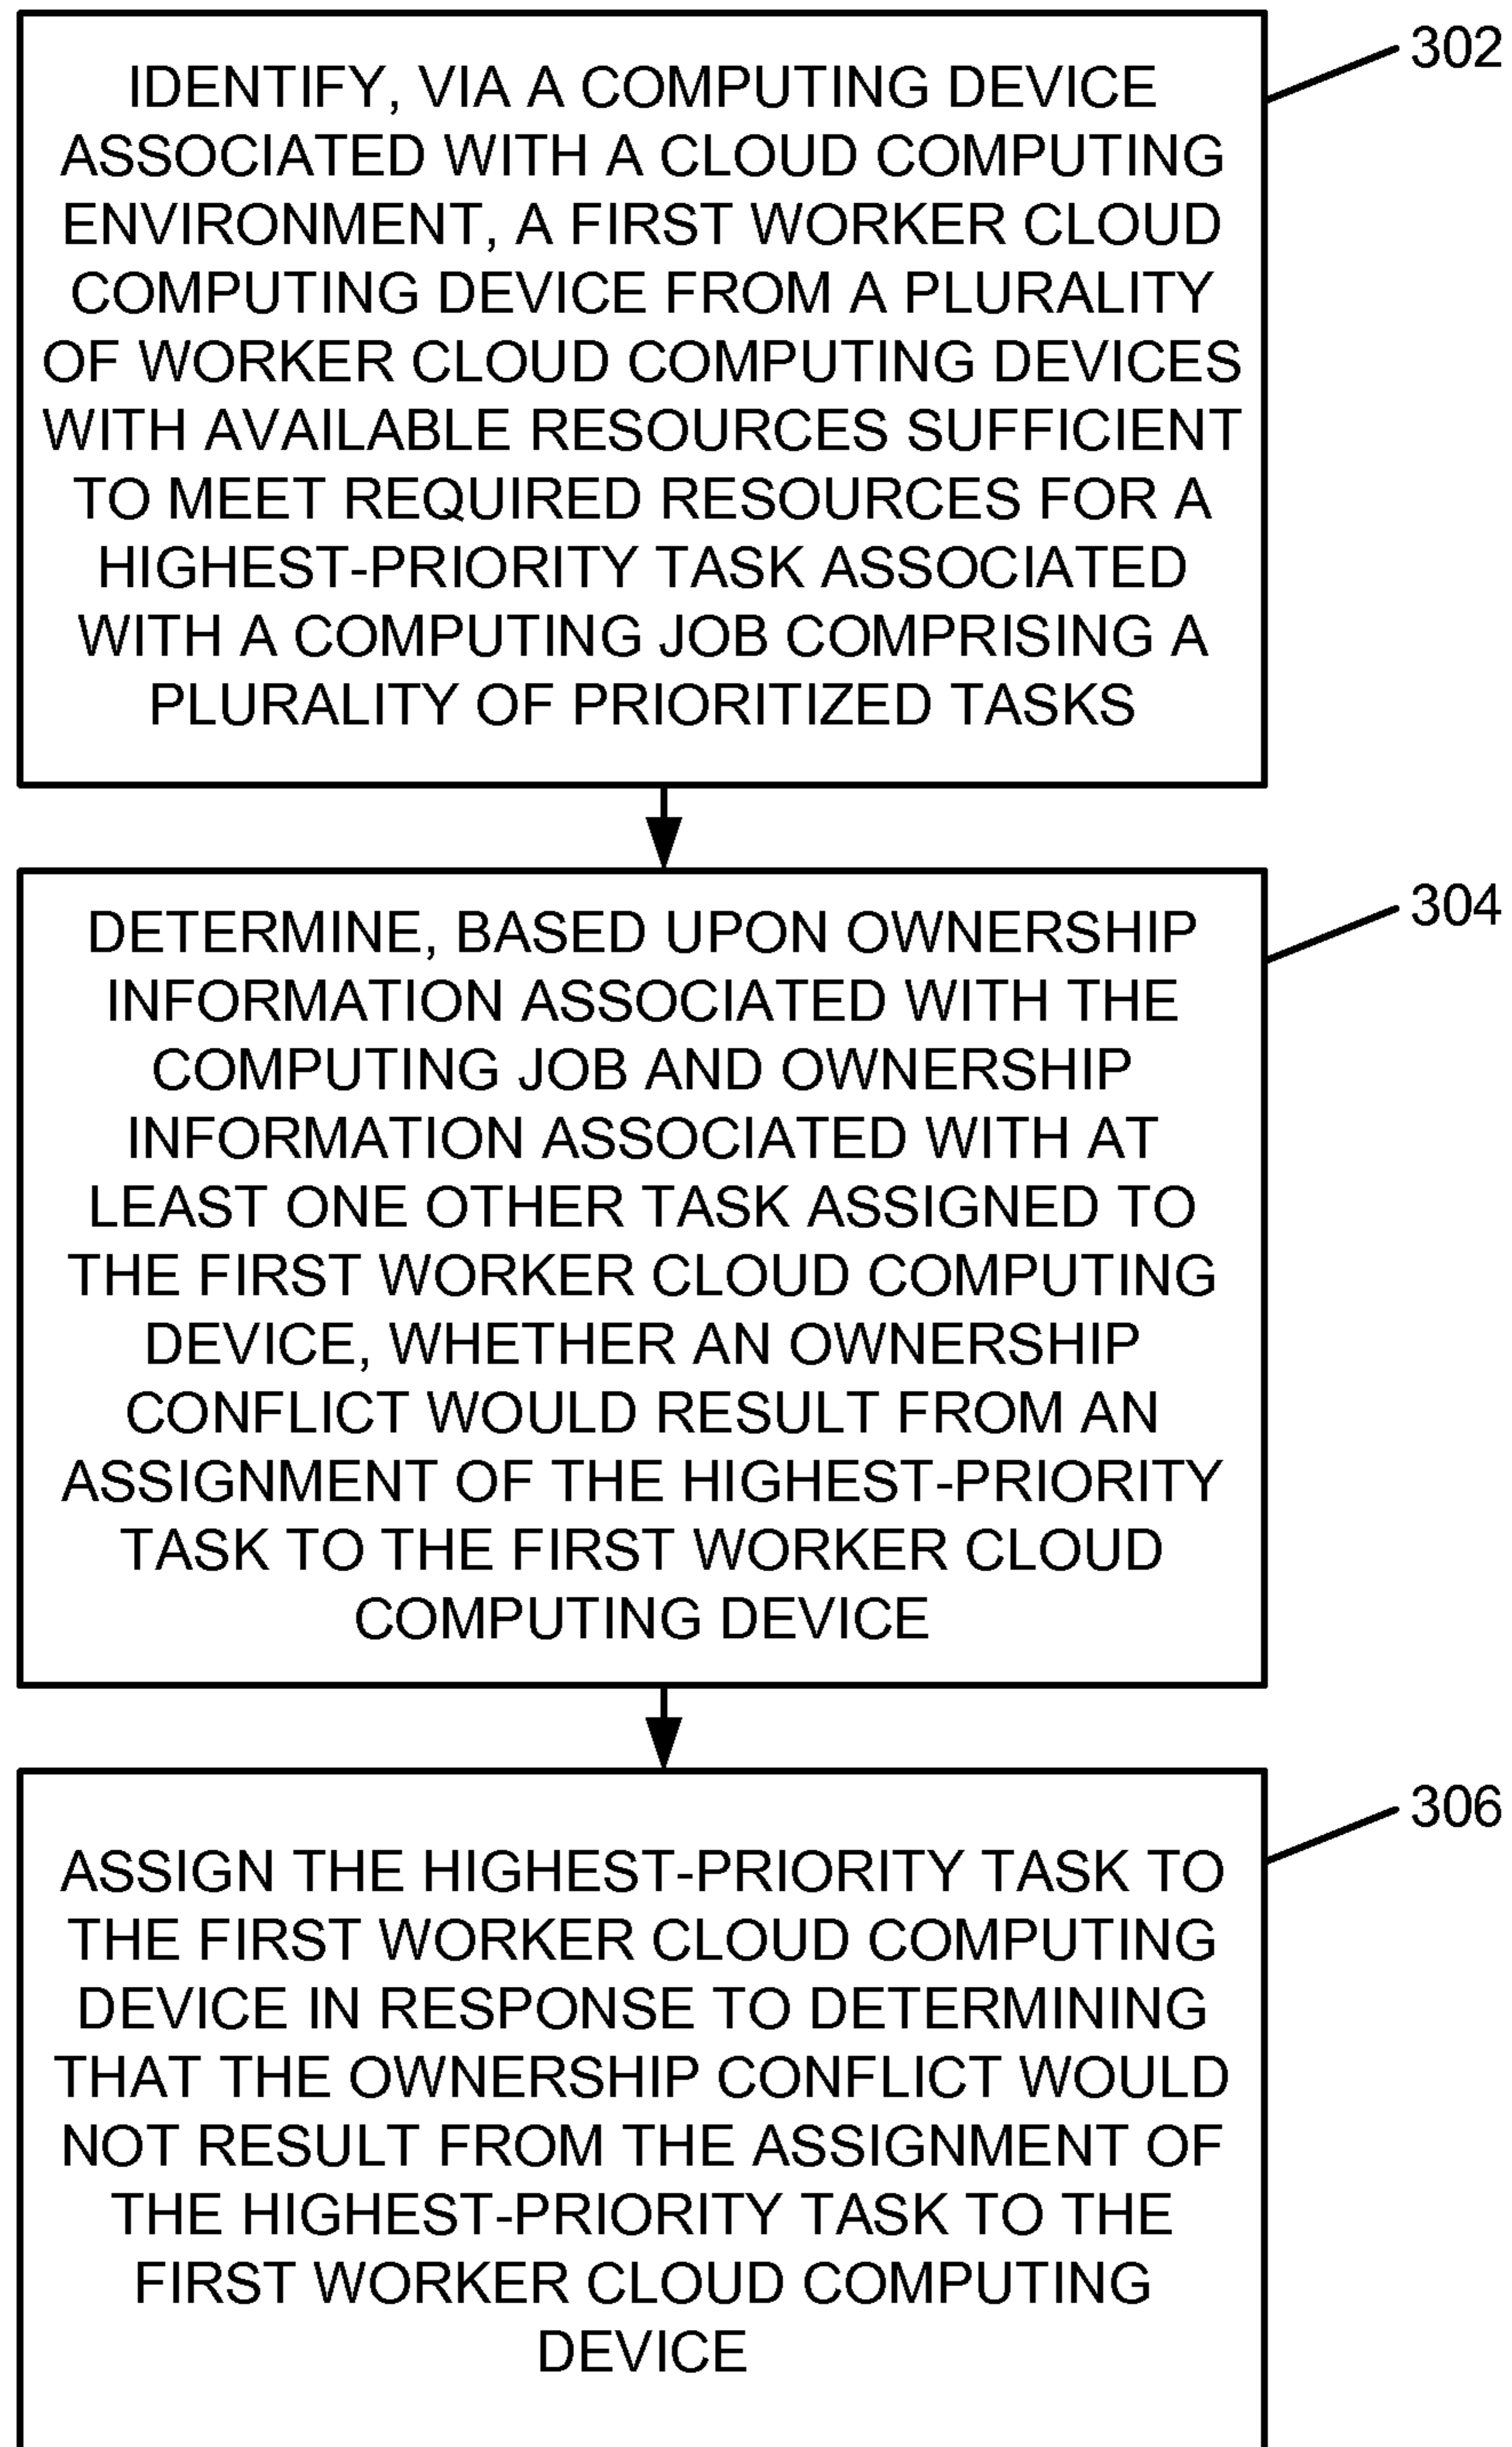 302
IDENTIFY, VIA A COMPUTING DEVICE
ASSOCIATED WITH A CLOUD COMPUTING
ENVIRONMENT, A FIRST WORKER CLOUD
COMPUTING DEVICE FROM A PLURALITY
OF WORKER CLOUD COMPUTING DEVICES
WITH AVAILABLE RESOURCES SUFFICIENT
TO MEET REQUIRED RESOURCES FOR A
HIGHEST-PRIORITY TASK ASSOCIATED
WITH A COMPUTING JOB COMPRISING A
PLURALITY OF PRIORITIZED TASKS
304
DETERMINE, BASED UPON OWNERSHIP
INFORMATION ASSOCIATED WITH THE
COMPUTING JOB AND OWNERSHIP
INFORMATION ASSOCIATED WITH AT
LEAST ONE OTHER TASK ASSIGNED TO
THE FIRST WORKER CLOUD COMPUTING
DEVICE, WHETHER AN OWNERSHIP
CONFLICT WOULD RESULT FROM AN
ASSIGNMENT OF THE HIGHEST-PRIORITY
TASK TO THE FIRST WORKER CLOUD
COMPUTING DEVICE
306
ASSIGN THE HIGHEST-PRIORITY TASK TO
THE FIRST WORKER CLOUD COMPUTING
DEVICE IN RESPONSE TO DETERMINING
THAT THE OWNERSHIP CONFLICT WOULD
NOT RESULT FROM THE ASSIGNMENT OF
THE HIGHEST-PRIORITY TASK TO THE
FIRST WORKER CLOUD COMPUTING
DEVICE